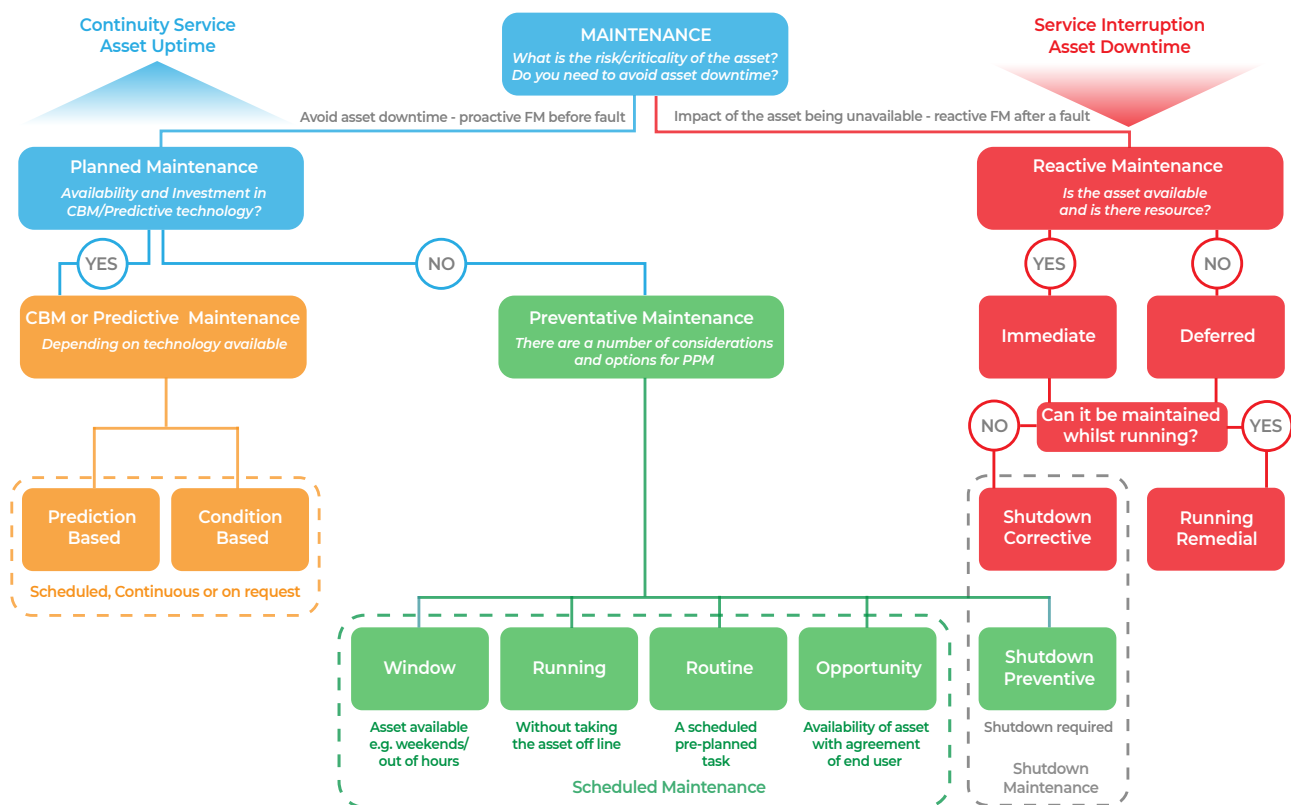 Continuity Service
Asset Uptime
MAINTENANCE
What is the risk/criticality of the asset?
Do you need to avoid asset downtime?
Service Interruption
Asset Downtime
Avoid asset downtime - proactive FM before fault
Impact of the asset being unavailable - reactive FM after a fault
Planned Maintenance
Availability and Investment in
CBM/Predictive technology?
Reactive Maintenance
Is the asset available
and is there resource?
YES
NO
YES
NO
CBM or Predictive Maintenance
Depending on technology available
Preventative Maintenance
There are a number of considerations
and options for PPM
Immediate
Deferred
NO
Can it be maintained
whilst running?
YES
Prediction
Based
Condition
Based
Scheduled, Continuous or on request
Shutdown
Corrective
Running
Remedial
Window
Running
Routine
Opportunity
Shutdown
Preventive
Asset available
e.g. weekends/
out of hours
Without taking
the asset off line
A scheduled
pre-planned
task
Availability of asset
with agreement
of end user
Shutdown required
Scheduled Maintenance
Shutdown
Maintenance